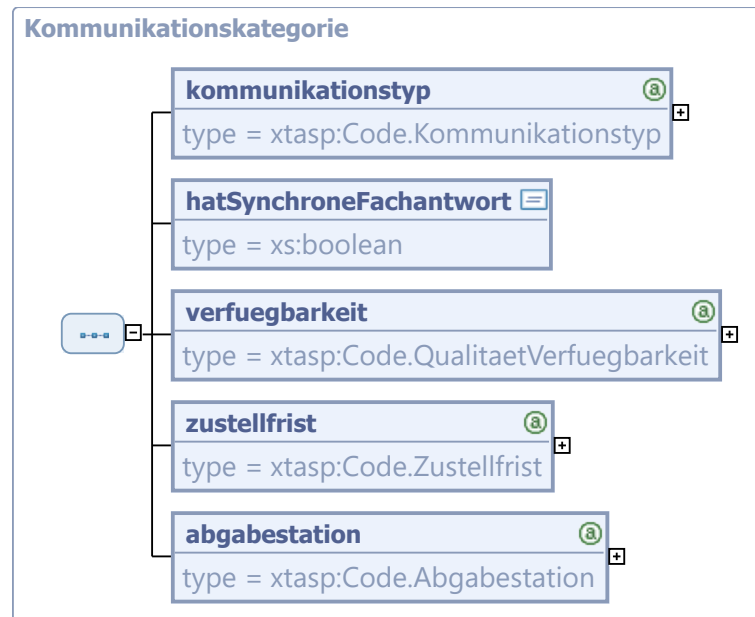 Kommunikationskategorie
kommunikationstyp
type = xtasp:Code.Kommunikationstyp
hatSynchroneFachantwort
type = xs:boolean
verfuegbarkeit
type = xtasp:Code.QualitaetVerfuegbarkeit
zustellfrist
type = xtasp:Code.Zustellfrist
abgabestation
type = xtasp:Code.Abgabestation